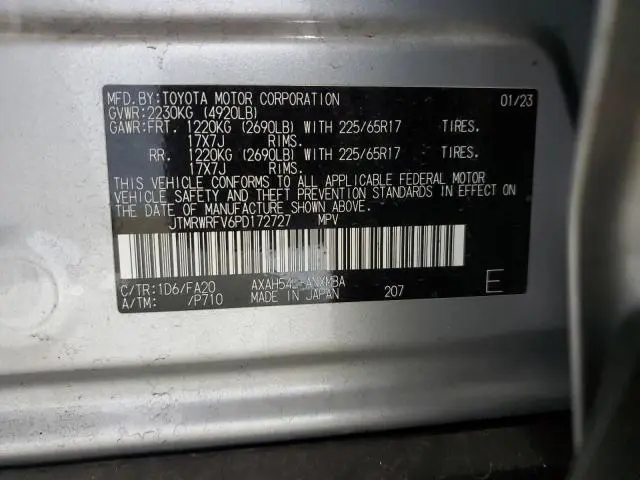 MFD.BY:TOYOTA MOTOR CORPORATION 01/23
GVWR:2230KG (4920LB)
GAWR:FRT. 1220KG (2690LB) WITH 225/65R17 TIRES.
17X7J RIMS.
RR. 1220KG (2690LB) WITH 225/65R17 TIRES.
17X7J RIMS.
THIS VEHICLE CONFORMS TO ALL APPLICABLE FEDERAL MOTOR
VEHICLE SAFETY AND THEFT PREVENTION STANDARDS IN EFFECT ON
THE DATE OF MANUFACTURE SHOWN ABOVE.
JTMRWRFV6PD172727 MPV
C/TR:1D6/FA20
A/TM: /P710
MADE IN JAPAN 207 E